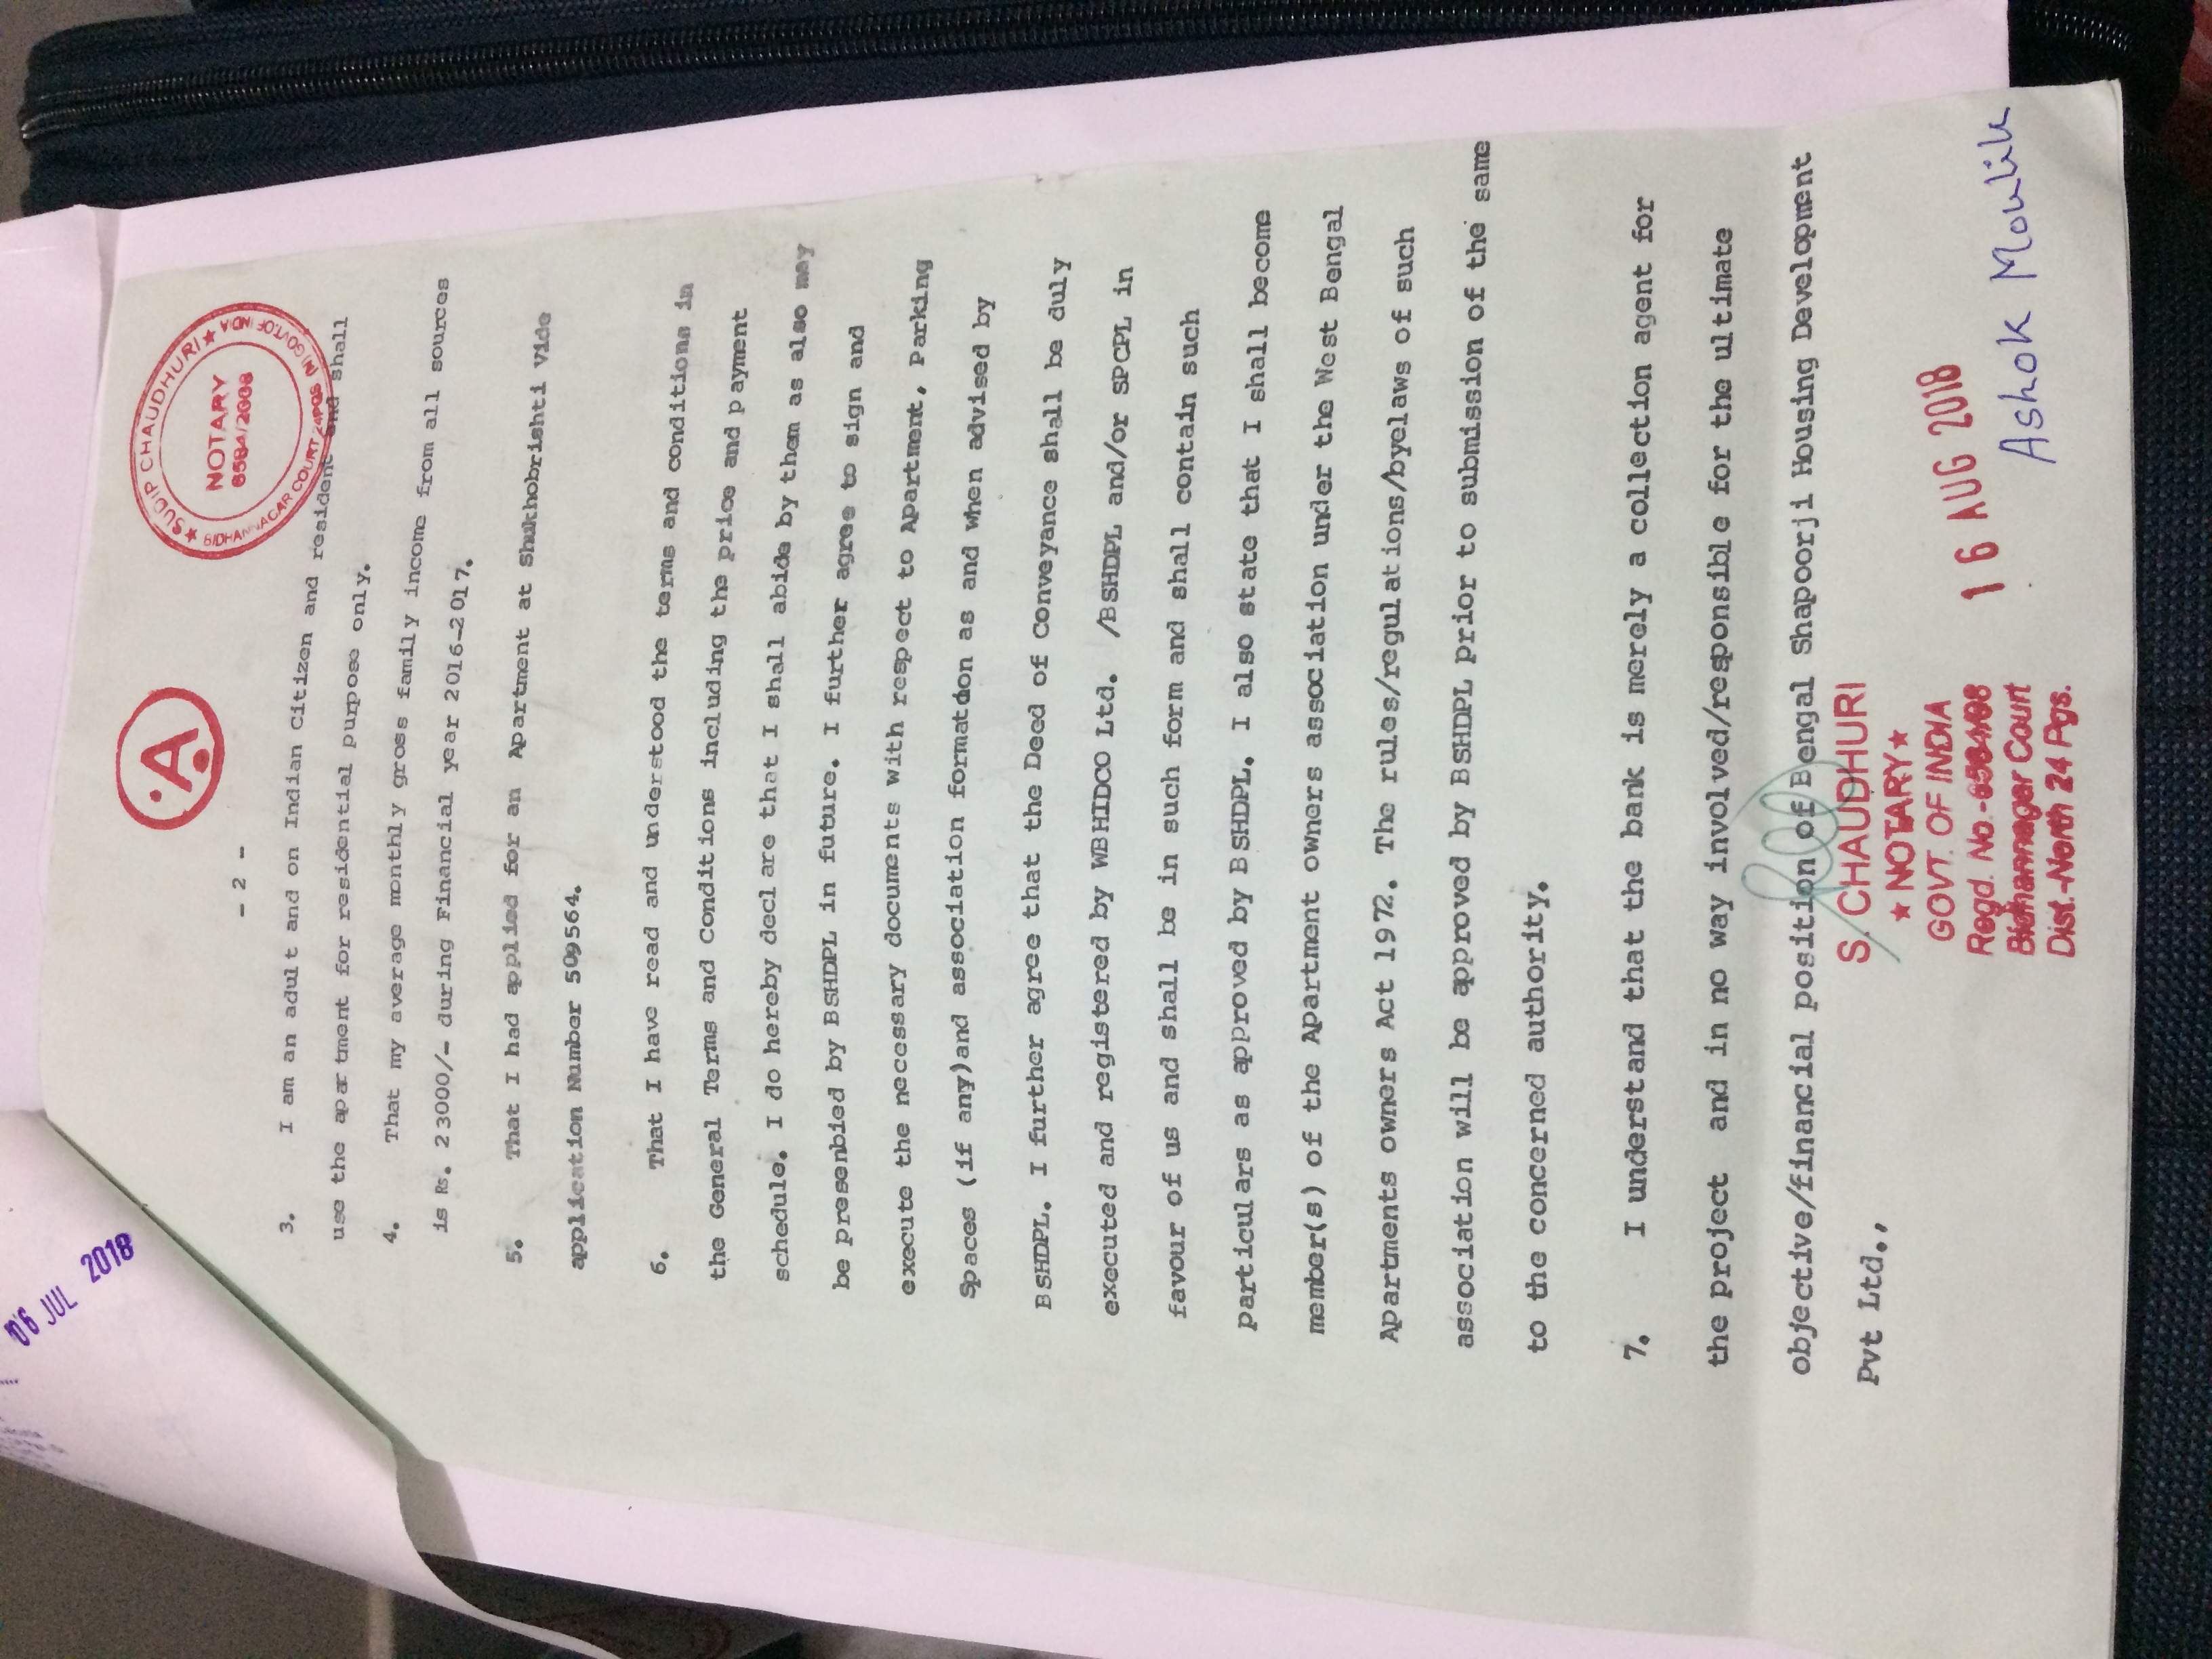 06 JUL 2018
A
SUDIP CHAUDHURI
NOTARY
6584/2008
BIDHANNAGAR COURT 24PGS (N) GOVT.OF INDIA
- 2 -
3. I am an adult and on Indian Citizen and resident and shall
use the apartment for residential purpose only.
4. That my average monthly gross family income from all sources
is Rs. 23000/- during Financial year 2016-2017.
5. That I had applied for an Apartment at Shukhobrishti Vide
application Number 509564.
6. That I have read and understood the terms and conditions in
the General Terms and Conditions including the price and payment
schedule. I do hereby declare that I shall abide by them as also may
be presenbied by BSHDPL in future. I further agree to sign and
execute the necessary documents with respect to Apartment, Parking
Spaces (if any)and association formatdon as and when advised by
BSHDPL. I further agree that the Deed of Conveyance shall be duly
executed and registered by WBHIDCO Ltd. /BSHDPL and/or SPCPL in
favour of us and shall be in such form and shall contain such
particulars as approved by BSHDPL. I also state that I shall become
member(s) of the Apartment owners association under the West Bengal
Apartments owners Act 1972. The rules/regulations/byelaws of such
association will be approved by BSHDPL prior to submission of the same
to the concerned authority.
7. I understand that the bank is merely a collection agent for
the project and in no way involved/responsible for the ultimate
objective/financial position of Bengal Shapoorji Housing Development
Pvt Ltd.,
S. CHAUDHURI
★ NOTARY ★
GOVT. OF INDIA
Regd. No.-6584/08
Bidhannagar Court
Dist.-North 24 Pgs.
16 AUG 2018
Ashok Moulik